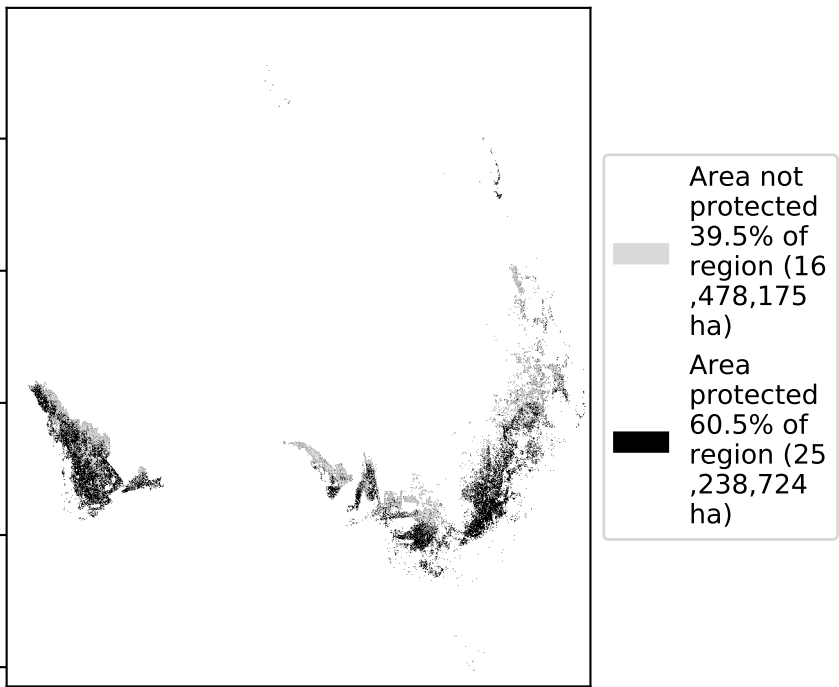 Area not
protected
39.5% of
region (16
,478,175
ha)
Area
protected
60.5% of
region (25
,238,724
ha)